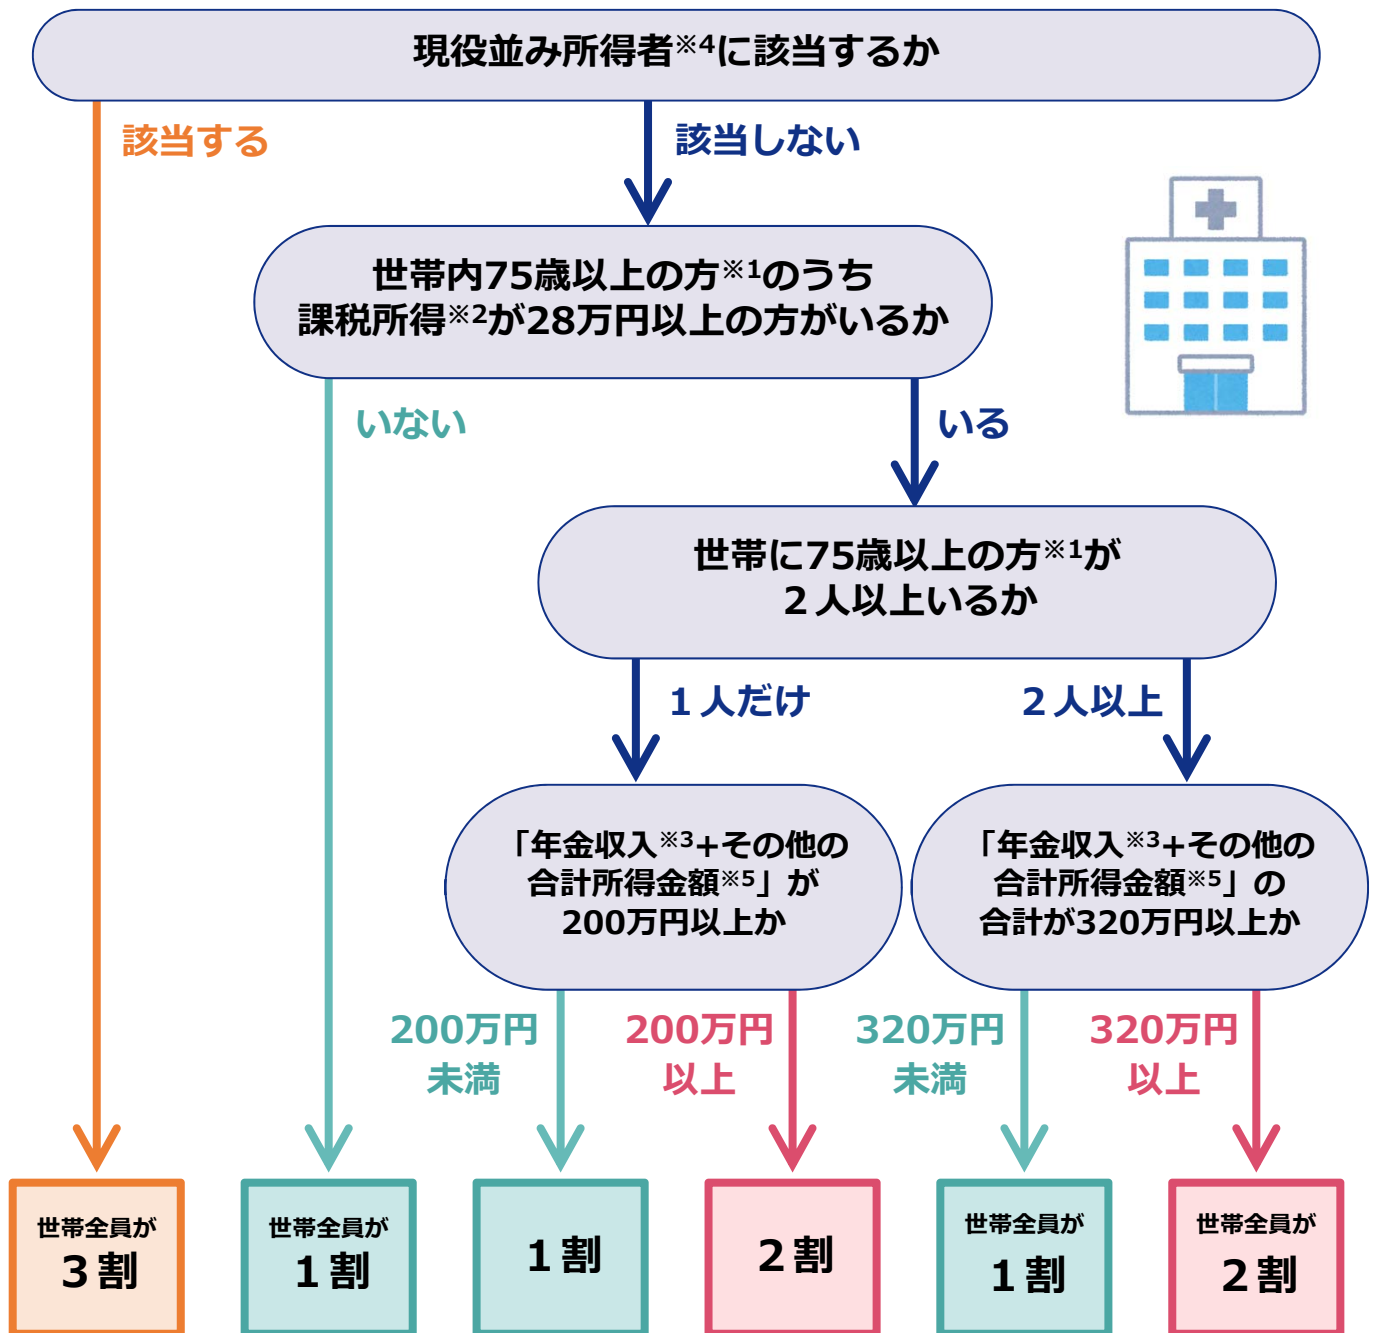 現役並み所得者※4に該当するか
該当する
該当しない
世帯内75歳以上の方※1のうち
課税所得※2が28万円以上の方がいるか
いない
いる
世帯に75歳以上の方※1が
２人以上いるか
１人だけ
２人以上
「年金収入※3+その他の
合計所得金額※5」が
200万円以上か
「年金収入※3+その他の
合計所得金額※5」の
合計が320万円以上か
200万円
未満
200万円
以上
320万円
未満
320万円
以上
世帯全員が
３割
世帯全員が
１割
１割
２割
世帯全員が
１割
世帯全員が
２割